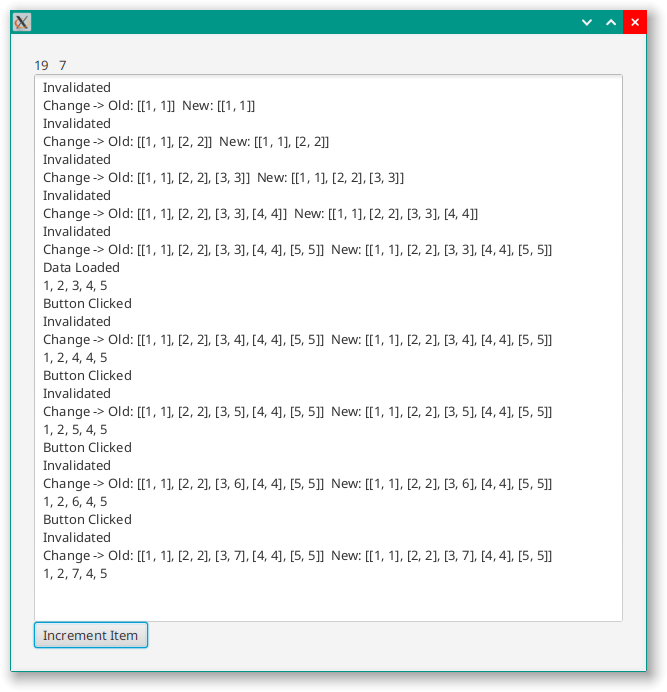 19 7
Invalidated
Change -> Old: [[1, 1]] New: [[1, 1]]
Invalidated
Change -> Old: [[1, 1], [2, 2]] New: [[1, 1], [2, 2]]
Invalidated
Change -> Old: [[1, 1], [2, 2], [3, 3]] New: [[1, 1], [2, 2], [3, 3]]
Invalidated
Change -> Old: [[1, 1], [2, 2], [3, 3], [4, 4]] New: [[1, 1], [2, 2], [3, 3], [4, 4]]
Invalidated
Change -> Old: [[1, 1], [2, 2], [3, 3], [4, 4], [5, 5]] New: [[1, 1], [2, 2], [3, 3], [4, 4], [5, 5]]
Data Loaded
1, 2, 3, 4, 5
Button Clicked
Invalidated
Change -> Old: [[1, 1], [2, 2], [3, 4], [4, 4], [5, 5]] New: [[1, 1], [2, 2], [3, 4], [4, 4], [5, 5]]
1, 2, 4, 4, 5
Button Clicked
Invalidated
Change -> Old: [[1, 1], [2, 2], [3, 5], [4, 4], [5, 5]] New: [[1, 1], [2, 2], [3, 5], [4, 4], [5, 5]]
1, 2, 5, 4, 5
Button Clicked
Invalidated
Change -> Old: [[1, 1], [2, 2], [3, 6], [4, 4], [5, 5]] New: [[1, 1], [2, 2], [3, 6], [4, 4], [5, 5]]
1, 2, 6, 4, 5
Button Clicked
Invalidated
Change -> Old: [[1, 1], [2, 2], [3, 7], [4, 4], [5, 5]] New: [[1, 1], [2, 2], [3, 7], [4, 4], [5, 5]]
1, 2, 7, 4, 5
Increment Item